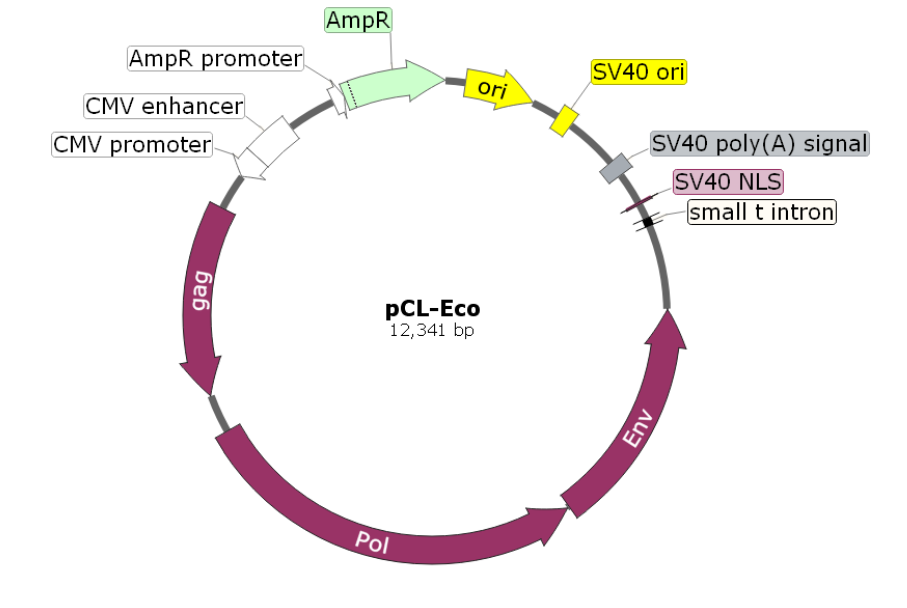 AmpR
AmpR promoter
CMV enhancer
CMV promoter
ori
SV40 ori
SV40 poly(A) signal
SV40 NLS
small t intron
gag
pCL-Eco
12,341 bp
Env
Pol